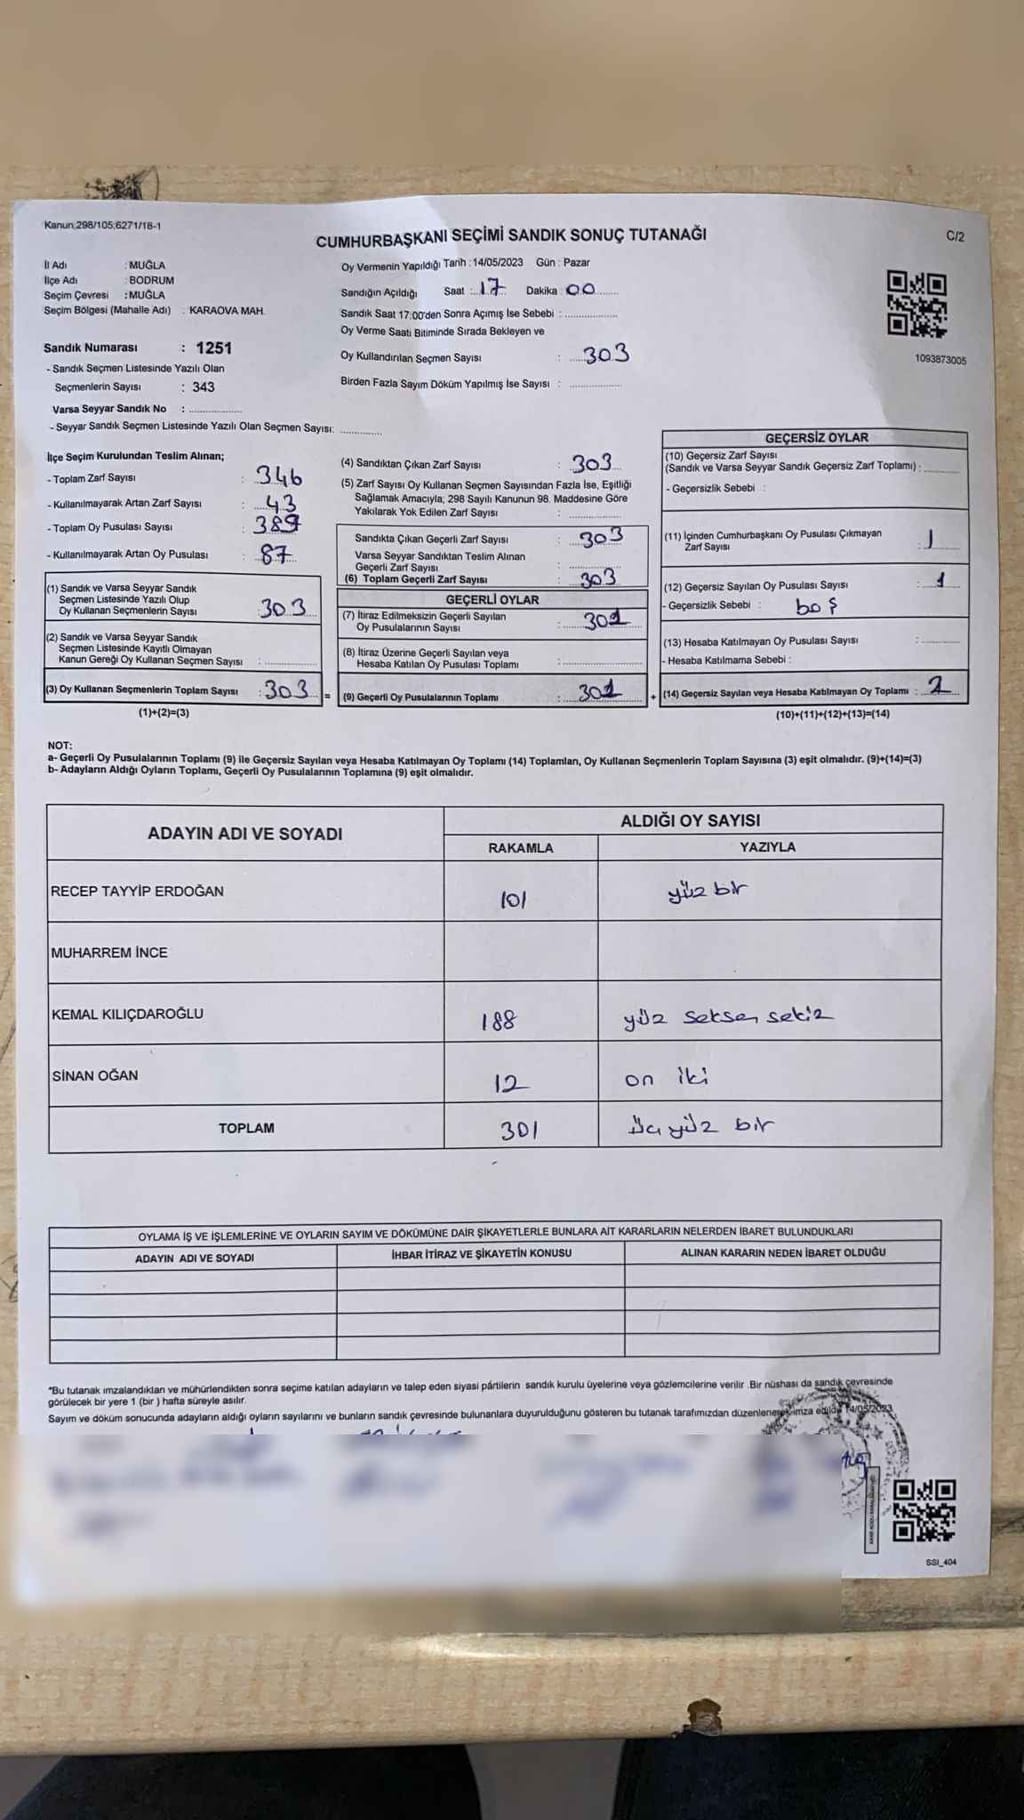 Kanun:298/105;6271/18-1
CUMHURBAŞKANI SEÇİMİ SANDIK SONUÇ TUTANAĞI
C/2
İl Adı : MUĞLA
İlçe Adı : BODRUM
Seçim Çevresi : MUĞLA
Seçim Bölgesi (Mahalle Adı) : KARAOVA MAH.
Sandık Numarası : 1251
- Sandık Seçmen Listesinde Yazılı Olan
Seçmenlerin Sayısı : 343
Varsa Seyyar Sandık No :
- Seyyar Sandık Seçmen Listesinde Yazılı Olan Seçmen Sayısı:
Oy Vermenin Yapıldığı Tarih : 14/05/2023 Gün : Pazar
Sandığın Açıldığı Saat : 17 Dakika 00
Sandık Saat 17:00'den Sonra Açımış İse Sebebi :
Oy Verme Saati Bitiminde Sırada Bekleyen ve
Oy Kullandırılan Seçmen Sayısı : 303
Birden Fazla Sayım Döküm Yapılmış İse Sayısı :
1093873005
İlçe Seçim Kurulundan Teslim Alınan;
- Toplam Zarf Sayısı : 346
- Kullanılmayarak Artan Zarf Sayısı : 43
- Toplam Oy Pusulası Sayısı : 389
- Kullanılmayarak Artan Oy Pusulası : 87
(1) Sandık ve Varsa Seyyar Sandık
Seçmen Listesinde Yazılı Olup
Oy Kullanan Seçmenlerin Sayısı : 303
(2) Sandık ve Varsa Seyyar Sandık
Seçmen Listesinde Kayıtlı Olmayan
Kanun Gereği Oy Kullanan Seçmen Sayısı :
(3) Oy Kullanan Seçmenlerin Toplam Sayısı : 303 =
(1)+(2)=(3)
(4) Sandıktan Çıkan Zarf Sayısı : 303
(5) Zarf Sayısı Oy Kullanan Seçmen Sayısından Fazla İse, Eşitliği
Sağlamak Amacıyla, 298 Sayılı Kanunun 98. Maddesine Göre
Yakılarak Yok Edilen Zarf Sayısı :
Sandıkta Çıkan Geçerli Zarf Sayısı : 303
Varsa Seyyar Sandıktan Teslim Alınan
Geçerli Zarf Sayısı :
(6) Toplam Geçerli Zarf Sayısı : 303
GEÇERLİ OYLAR
(7) İtiraz Edilmeksizin Geçerli Sayılan
Oy Pusulalarının Sayısı : 301
(8) İtiraz Üzerine Geçerli Sayılan veya
Hesaba Katılan Oy Pusulası Toplamı :
(9) Geçerli Oy Pusulalarının Toplamı : 301 +
GEÇERSİZ OYLAR
(10) Geçersiz Zarf Sayısı
(Sandık ve Varsa Seyyar Sandık Geçersiz Zarf Toplamı) :
- Geçersizlik Sebebi :
(11) İçinden Cumhurbaşkanı Oy Pusulası Çıkmayan
Zarf Sayısı : 1
(12) Geçersiz Sayılan Oy Pusulası Sayısı : 1
- Geçersizlik Sebebi : boş
(13) Hesaba Katılmayan Oy Pusulası Sayısı :
- Hesaba Katılmama Sebebi :
(14) Geçersiz Sayılan veya Hesaba Katılmayan Oy Toplamı : 2
(10)+(11)+(12)+(13)=(14)
NOT:
a- Geçerli Oy Pusulalarının Toplamı (9) ile Geçersiz Sayılan veya Hesaba Katılmayan Oy Toplamı (14) Toplamları, Oy Kullanan Seçmenlerin Toplam Sayısına (3) eşit olmalıdır. (9)+(14)=(3)
b- Adayların Aldığı Oyların Toplamı, Geçerli Oy Pusulalarının Toplamına (9) eşit olmalıdır.
ADAYIN ADI VE SOYADI
ALDIĞI OY SAYISI
RAKAMLA YAZIYLA
RECEP TAYYİP ERDOĞAN 101 yüz bir
MUHARREM İNCE
KEMAL KILIÇDAROĞLU 188 yüz seksen sekiz
SİNAN OĞAN 12 on iki
TOPLAM 301 üç yüz bir
OYLAMA İŞ VE İŞLEMLERİNE VE OYLARIN SAYIM VE DÖKÜMÜNE DAİR ŞİKAYETLERLE BUNLARA AİT KARARLARIN NELERDEN İBARET BULUNDUKLARI
ADAYIN ADI VE SOYADI İHBAR İTİRAZ VE ŞİKAYETİN KONUSU ALINAN KARARIN NEDEN İBARET OLDUĞU
*Bu tutanak imzalandıktan ve mühürlendikten sonra seçime katılan adayların ve talep eden siyasi partilerin sandık kurulu üyelerine veya gözlemcilerine verilir. Bir nüshası da sandık çevresinde
görülecek bir yere 1 (bir ) hafta süreyle asılır.
Sayım ve döküm sonucunda adayların aldığı oyların sayılarını ve bunların sandık çevresinde bulunanlara duyurulduğunu gösteren bu tutanak tarafımızdan düzenlenerek imza edildi. 14/05/2023
SSI_404